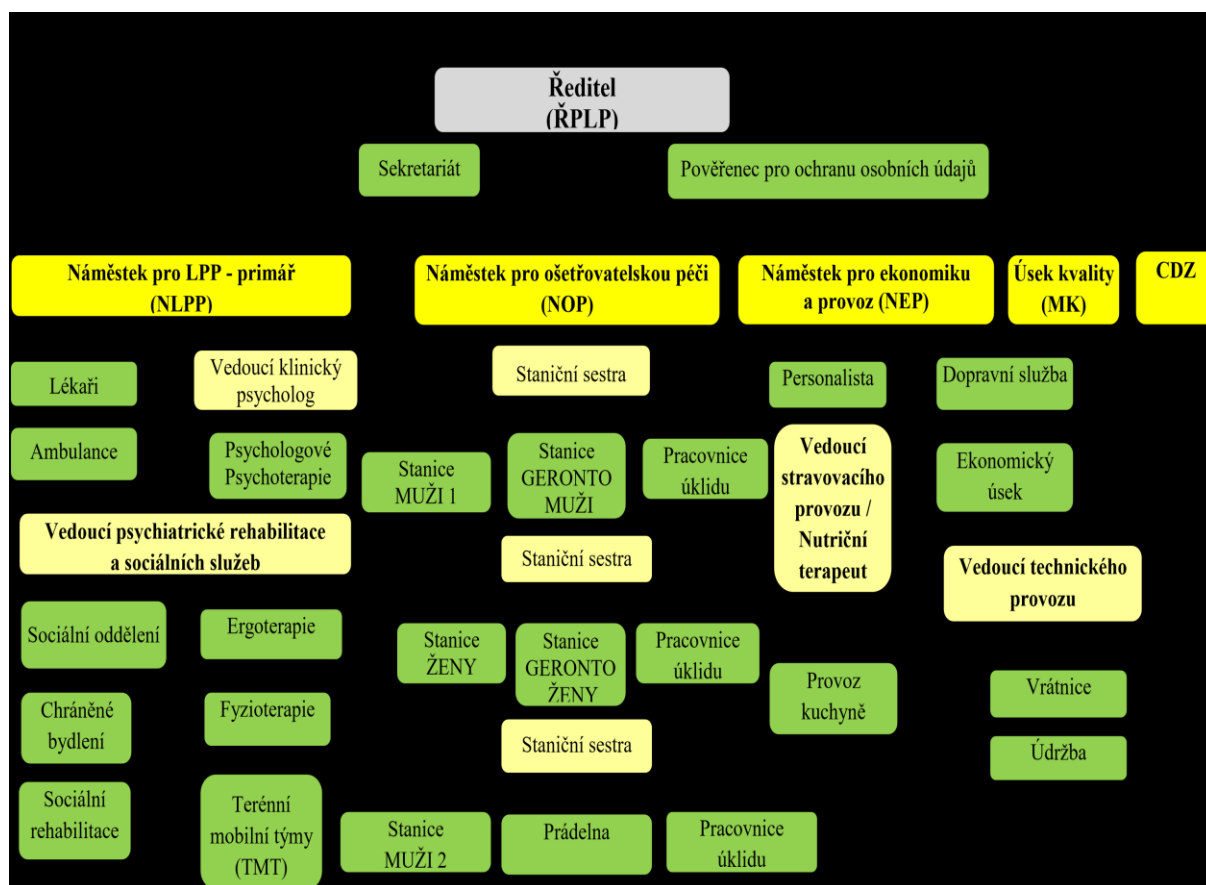 Ředitel
(ŘPLP)
Sekretariát
Pověřenec pro ochranu osobních údajů
Náměstek pro LPP - primář
(NLPP)
Náměstek pro ošetřovatelskou péči
(NOP)
Náměstek pro ekonomiku
a provoz (NEP)
Úsek kvality
(MK)
CDZ
Lékaři
Vedoucí klinický
psycholog
Staniční sestra
Personalista
Dopravní služba
Ambulance
Psychologové
Psychoterapie
Stanice
MUŽI 1
Stanice
GERONTO
MUŽI
Pracovnice
úklidu
Vedoucí
stravovacího
provozu /
Nutriční
terapeut
Ekonomický
úsek
Vedoucí psychiatrické rehabilitace
a sociálních služeb
Staniční sestra
Vedoucí technického
provozu
Sociální oddělení
Ergoterapie
Stanice
ŽENY
Stanice
GERONTO
ŽENY
Pracovnice
úklidu
Provoz
kuchyně
Vrátnice
Chráněné
bydlení
Fyzioterapie
Staniční sestra
Údržba
Sociální
rehabilitace
Terénní
mobilní týmy
(TMT)
Stanice
MUŽI 2
Prádelna
Pracovnice
úklidu